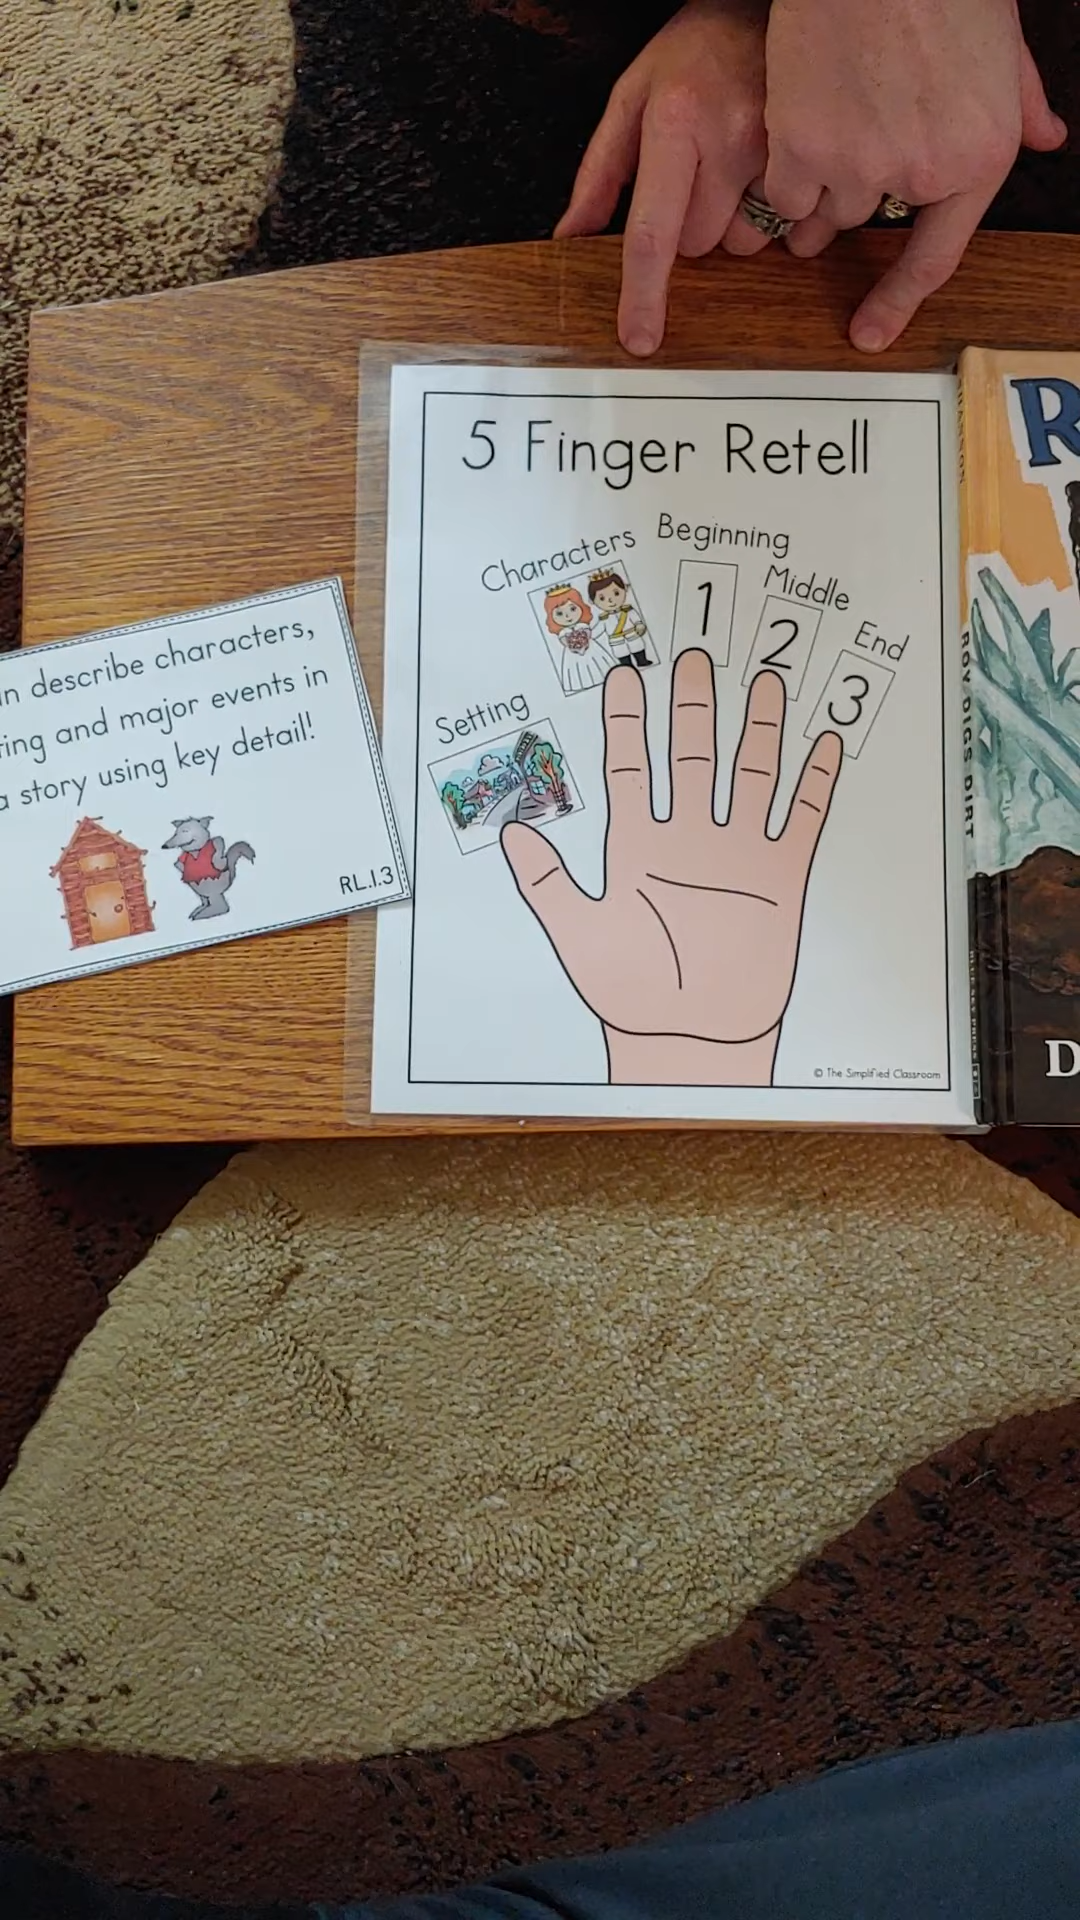 5 Finger Retell
Setting
Characters
Beginning
Middle
End
1
2
3
© The Simplified Classroom
describe characters,
and major events in
story using key detail!
RL.1.3
ROY DIGS DIRT
R
D